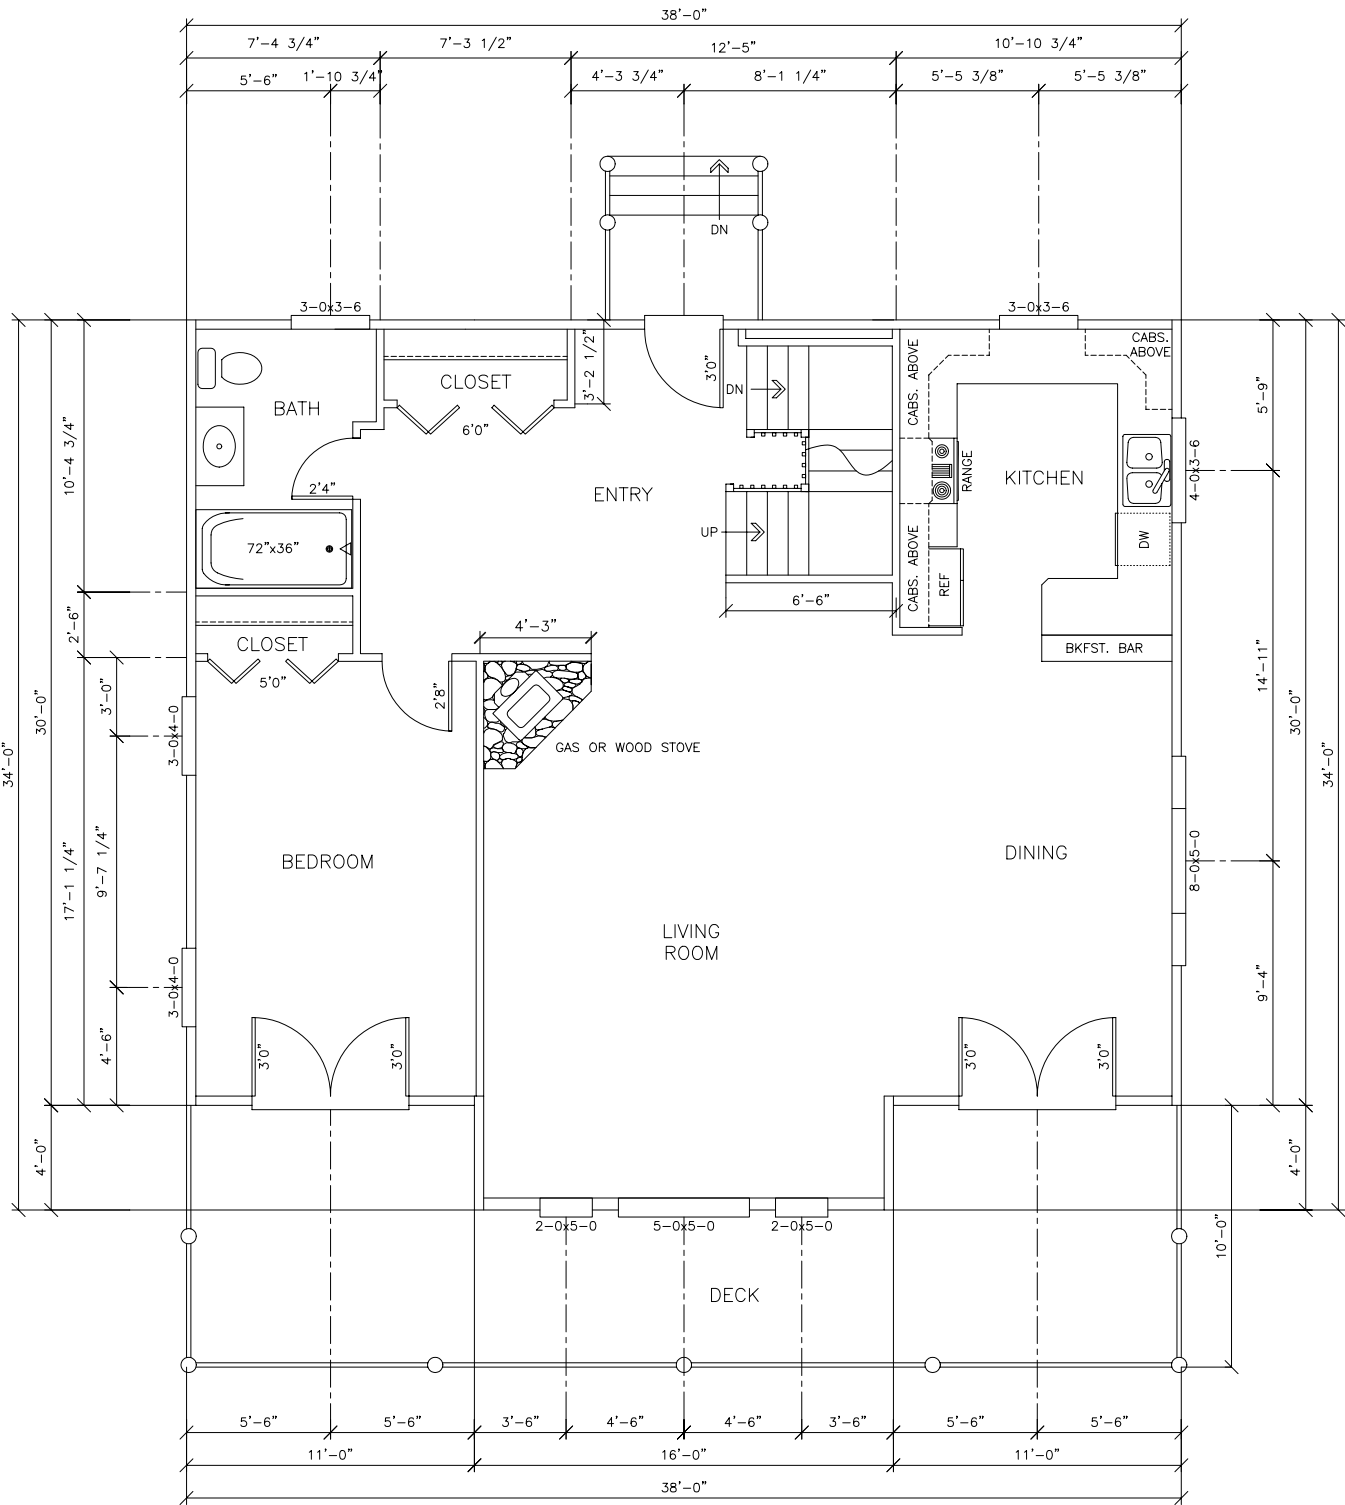 38'-0"
7'-4 3/4"
7'-3 1/2"
12'-5"
10'-10 3/4"
5'-6"
1'-10 3/4"
4'-3 3/4"
8'-1 1/4"
5'-5 3/8"
5'-5 3/8"
DN
3-0x3-6
3-0x3-6
CABS.
ABOVE
CABS. ABOVE
3'-2 1/2"
3'0"
DN
CLOSET
BATH
6'0"
5'-9"
10'-4 3/4"
4-0x3-6
RANGE
KITCHEN
ENTRY
2'4"
72"x36"
UP
DW
CABS. ABOVE
REF
6'-6"
2'-6"
4'-3"
CLOSET
BKFST. BAR
14'-11"
5'0"
2'8"
3'-0"
30'-0"
30'-0"
3-0x4-0
GAS OR WOOD STOVE
34'-0"
34'-0"
17'-1 1/4"
9'-7 1/4"
BEDROOM
DINING
8-0x5-0
LIVING
ROOM
3-0x4-0
9'-4"
4'-6"
3'0"
3'0"
3'0"
3'0"
4'-0"
4'-0"
2-0x5-0
5-0x5-0
2-0x5-0
10'-0"
DECK
5'-6"
5'-6"
3'-6"
4'-6"
4'-6"
3'-6"
5'-6"
5'-6"
11'-0"
16'-0"
11'-0"
38'-0"